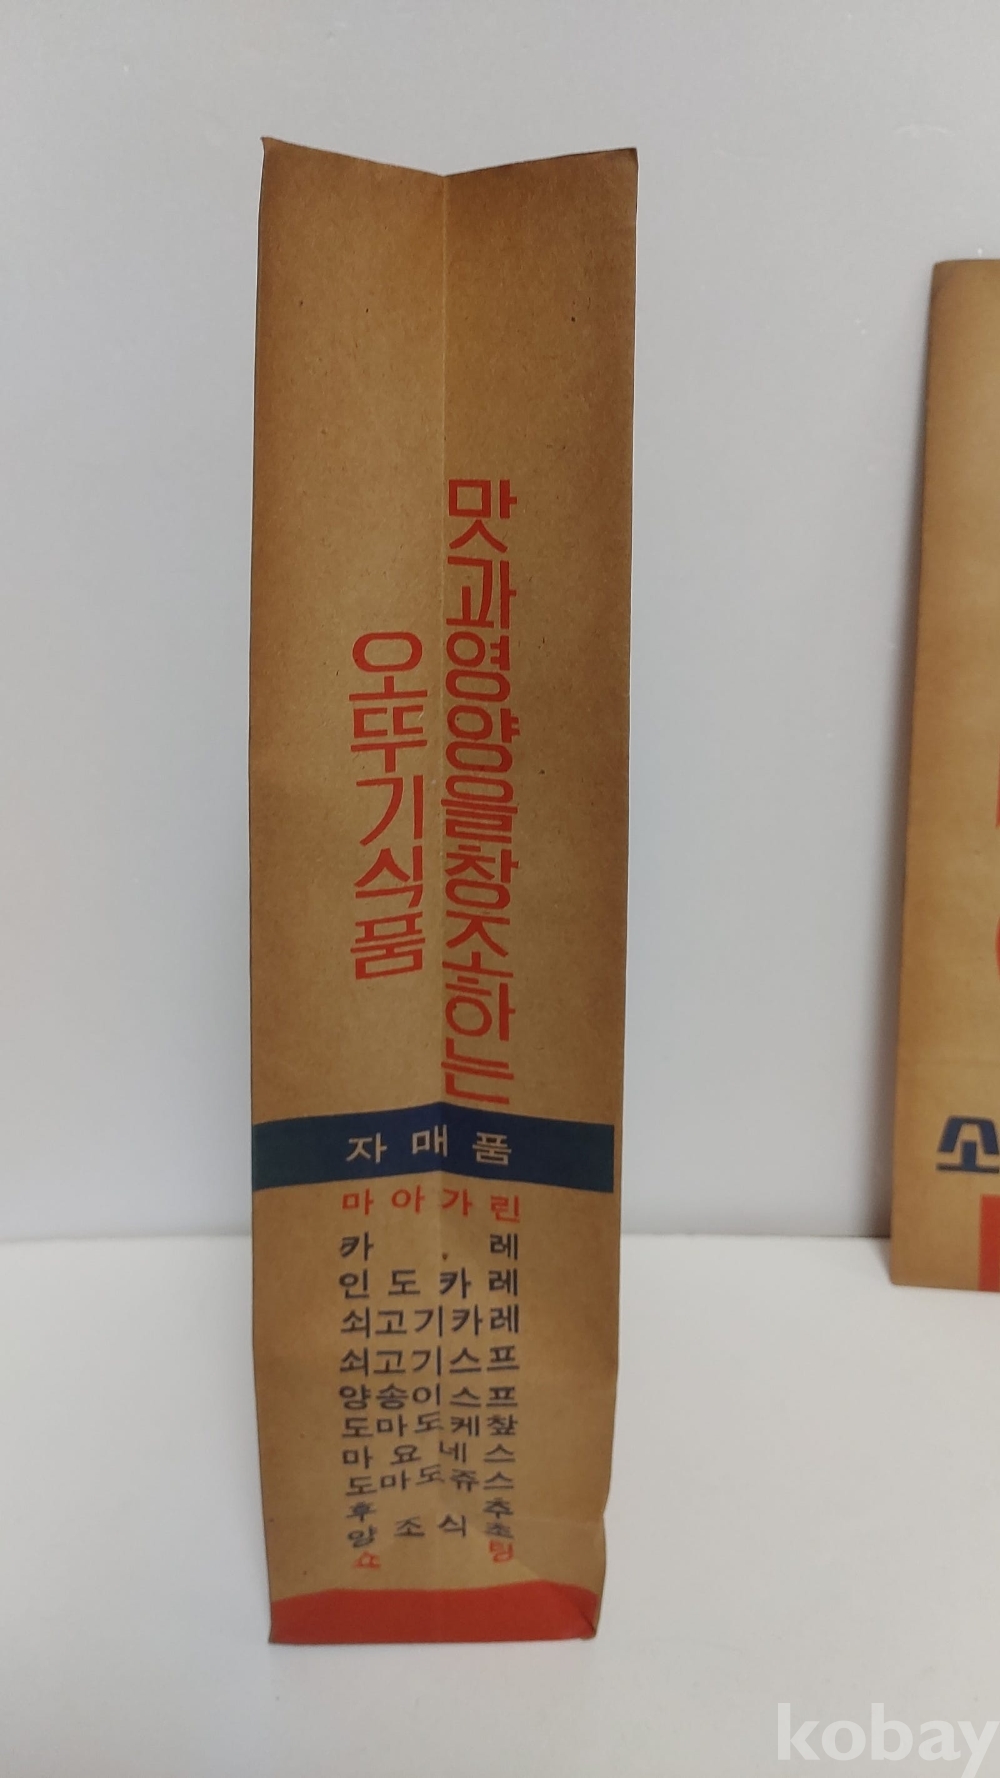 맛과영양을창조하는
오뚜기식품
자매품
마아가린
카레
인도카레
쇠고기카레
쇠고기스프
양송이스프
도마도케찦
마요네스
도마도쥬스
후추
양조식초
쇼팅
소
kobay